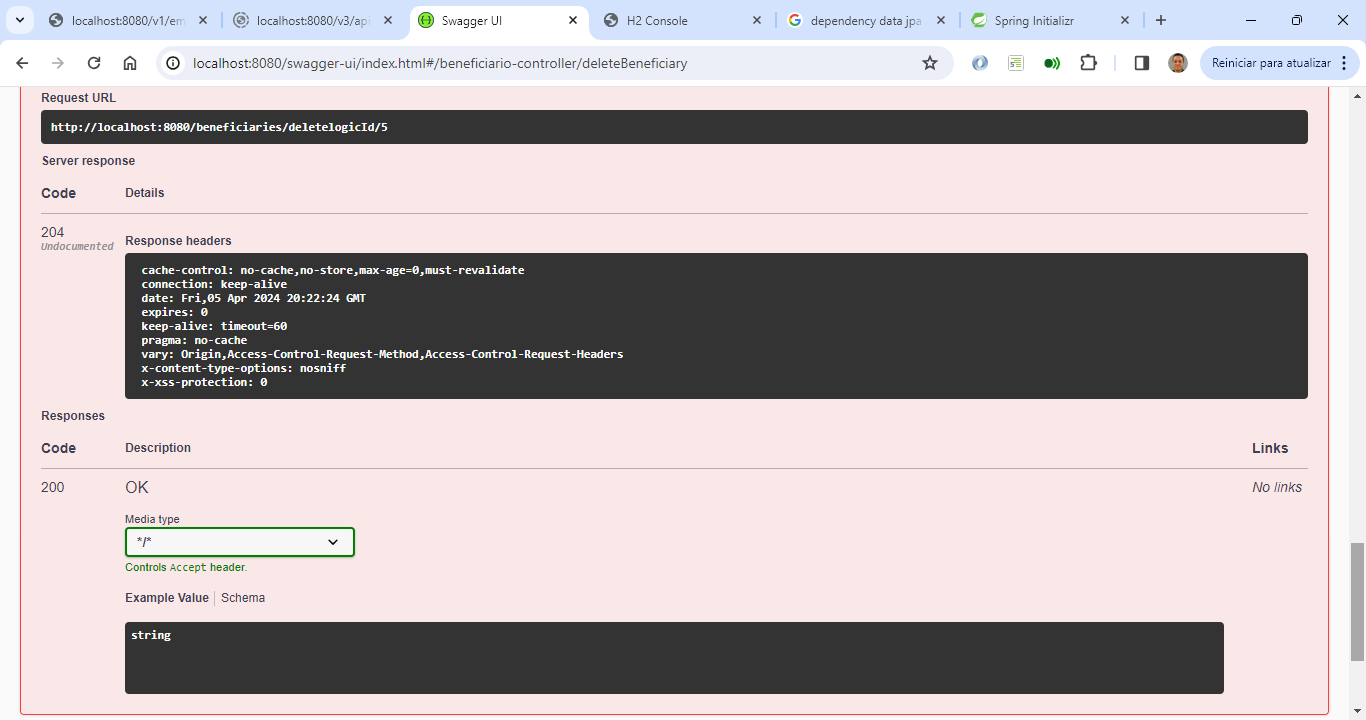 localhost:8080/v1/em
localhost:8080/v3/api
Swagger UI
H2 Console
dependency data jpa
Spring Initializr
localhost:8080/swagger-ui/index.html#/beneficiario-controller/deleteBeneficiary
Reiniciar para atualizar
Request URL
http://localhost:8080/beneficiaries/deletelogicId/5
Server response
Code Details
204
Undocumented
Response headers
cache-control: no-cache,no-store,max-age=0,must-revalidate
connection: keep-alive
date: Fri,05 Apr 2024 20:22:24 GMT
expires: 0
keep-alive: timeout=60
pragma: no-cache
vary: Origin,Access-Control-Request-Method,Access-Control-Request-Headers
x-content-type-options: nosniff
x-xss-protection: 0
Responses
Code Description Links
200 OK No links
Media type
*/*
Controls Accept header.
Example Value Schema
string